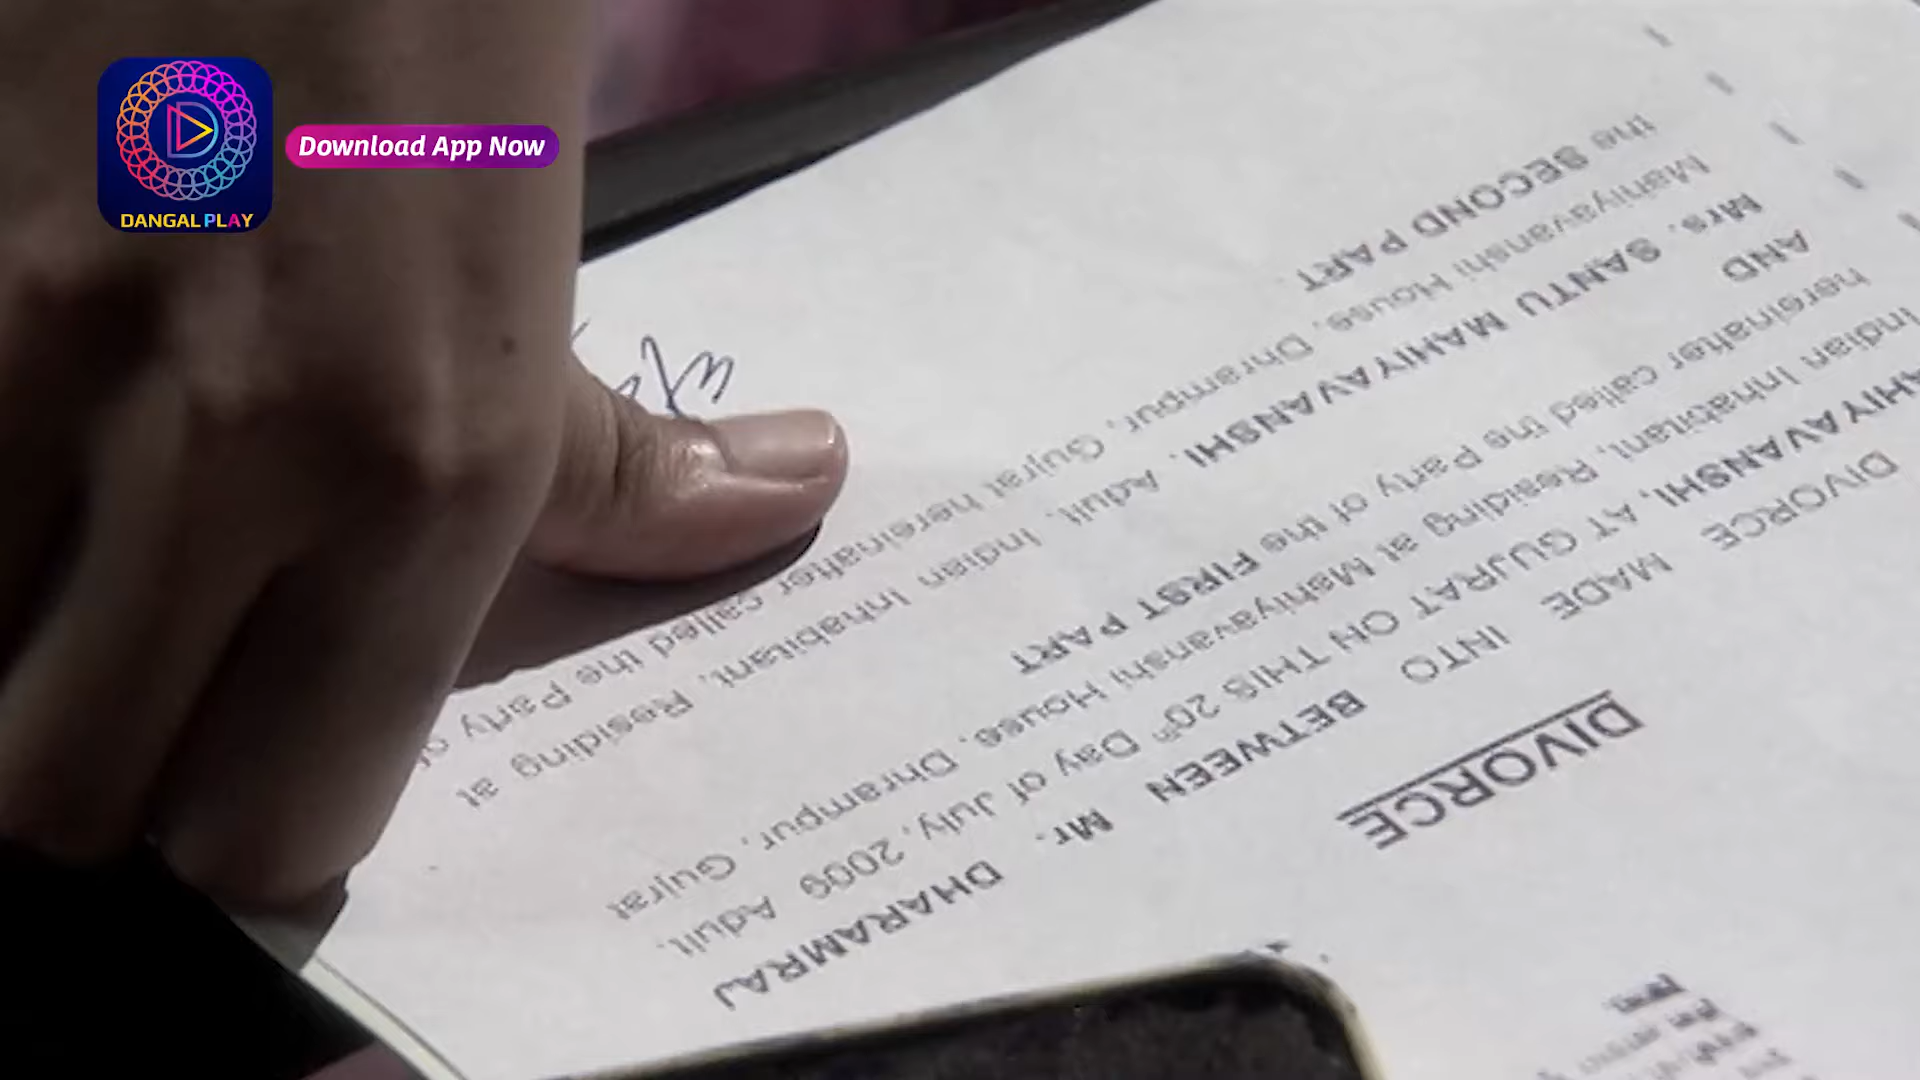 DANGAL PLAY
Download App Now
DIVORCE
DIVORCE MADE INTO BETWEEN Mr. DHARAMRAJ
AHIYAVANSHI, AT GUJRAT ON THIS 20th Day of July, 2009 Adult,
Indian Inhabitant, Residing at Mahiyavanshi House, Dhrampur, Gujrat
hereinafter called the Party of the FIRST PART
AND
Mrs. SANTU MAHIYAVANSHI, Adult, Indian Inhabitant, Residing at
Mahiyavanshi House, Dhrampur, Gujrat hereinafter called the Party of
the SECOND PART.